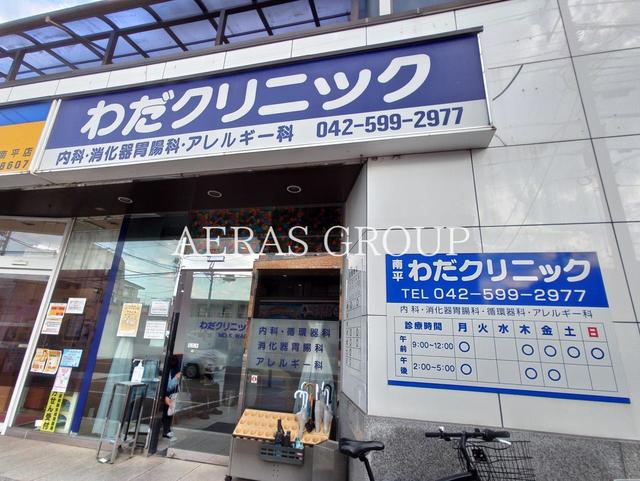 わだクリニック
内科・消化器胃腸科・アレルギー科 042-599-2977
南平店
8607
AERAS GROUP
南平 わだクリニック
TEL 042-599-2977
内科・消化器胃腸科・循環器科・アレルギー科
診療時間 月 火 水 木 金 土 日
午前 9:00~12:00 ○ ○ ○ ○ ○
午後 2:00~5:00 ○ ○ ○
わだクリニック
内科・循環器科
消化器胃腸科
アレルギー科